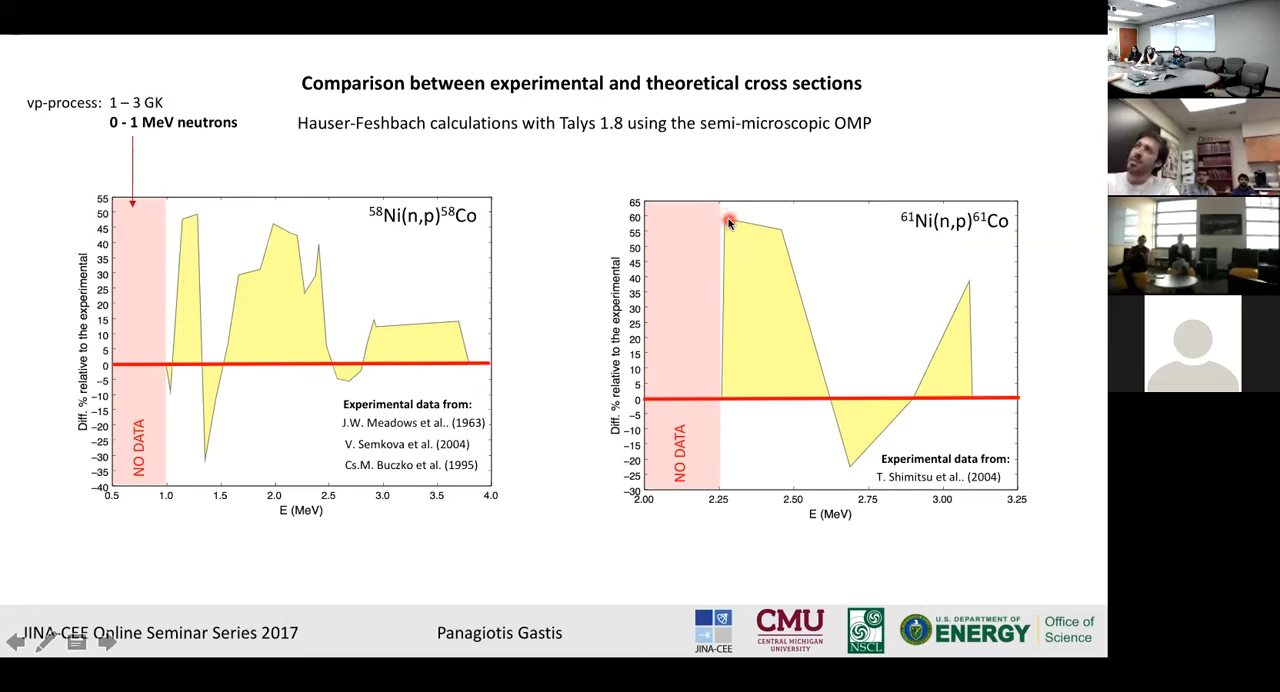 Comparison between experimental and theoretical cross sections
νp-process: 1 – 3 GK
0 - 1 MeV neutrons
Hauser-Feshbach calculations with Talys 1.8 using the semi-microscopic OMP
55
50
45
40
35
30
25
20
15
10
5
0
−5
−10
−15
−20
−25
−30
−35
−40
Diff. % relative to the experimental
58Ni(n,p)58Co
NO DATA
Experimental data from:
J.W. Meadows et al.. (1963)
V. Semkova et al. (2004)
Cs.M. Buczko et al. (1995)
0.5 1.0 1.5 2.0 2.5 3.0 3.5 4.0
E (MeV)
65
60
55
50
45
40
35
30
25
20
15
10
5
0
−5
−10
−15
−20
−25
−30
Diff. % relative to the experimental
61Ni(n,p)61Co
NO DATA
Experimental data from:
T. Shimitsu et al.. (2004)
2.00 2.25 2.50 2.75 3.00 3.25
E (MeV)
JINA-CEE Online Seminar Series 2017
Panagiotis Gastis
JINA-CEE
CMU
CENTRAL MICHIGAN
UNIVERSITY
NSCL
U.S. DEPARTMENT OF
ENERGY
Office of
Science